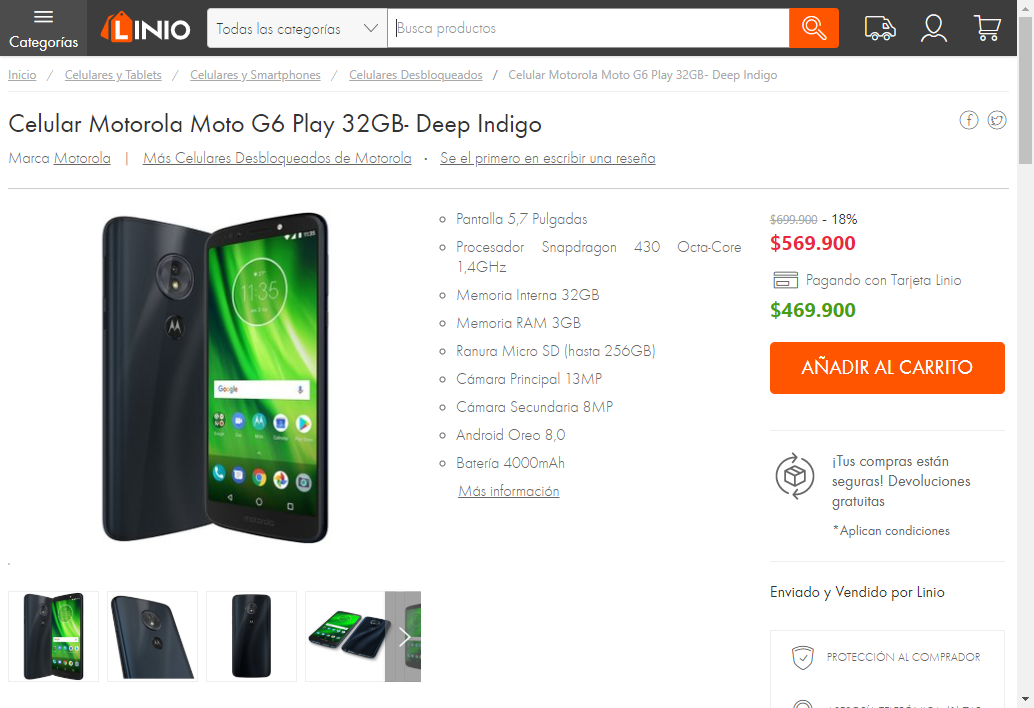 Categorías
LINIO
Todas las categorías
Busca productos
Inicio / Celulares y Tablets / Celulares y Smartphones / Celulares Desbloqueados / Celular Motorola Moto G6 Play 32GB- Deep Indigo
Celular Motorola Moto G6 Play 32GB- Deep Indigo
Marca Motorola | Más Celulares Desbloqueados de Motorola · Se el primero en escribir una reseña
11:35
Google
motorola
Pantalla 5,7 Pulgadas
Procesador Snapdragon 430 Octa-Core
1,4GHz
Memoria Interna 32GB
Memoria RAM 3GB
Ranura Micro SD (hasta 256GB)
Cámara Principal 13MP
Cámara Secundaria 8MP
Android Oreo 8,0
Batería 4000mAh
Más información
$699.900 - 18%
$569.900
Pagando con Tarjeta Linio
$469.900
AÑADIR AL CARRITO
¡Tus compras están
seguras! Devoluciones
gratuitas
*Aplican condiciones
Enviado y Vendido por Linio
PROTECCIÓN AL COMPRADOR